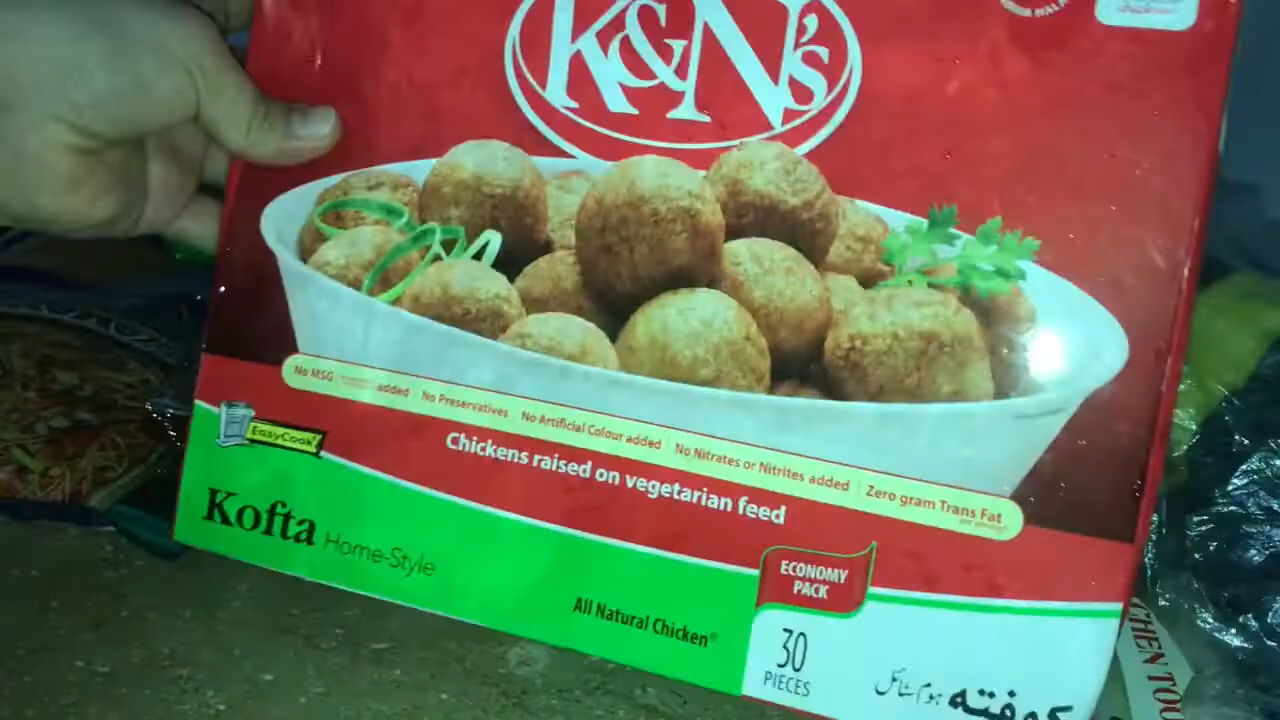 K&N's
No MSG added | No Preservatives | No Artificial Colour added | No Nitrates or Nitrites added | Zero gram Trans Fat
EasyCook
Chickens raised on vegetarian feed
Kofta Home-Style
All Natural Chicken®
ECONOMY
PACK
30
PIECES
کوفتہ ہوم سٹائل